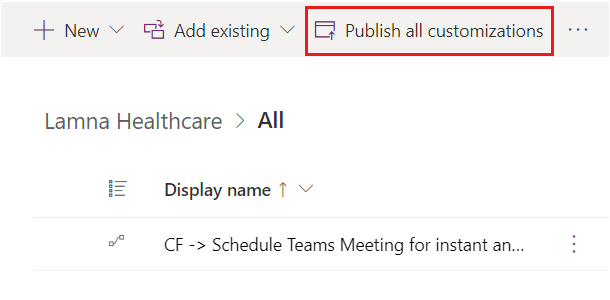 New Add existing Publish all customizations ...
Lamna Healthcare > All
Display name ↑
CF -> Schedule Teams Meeting for instant an...